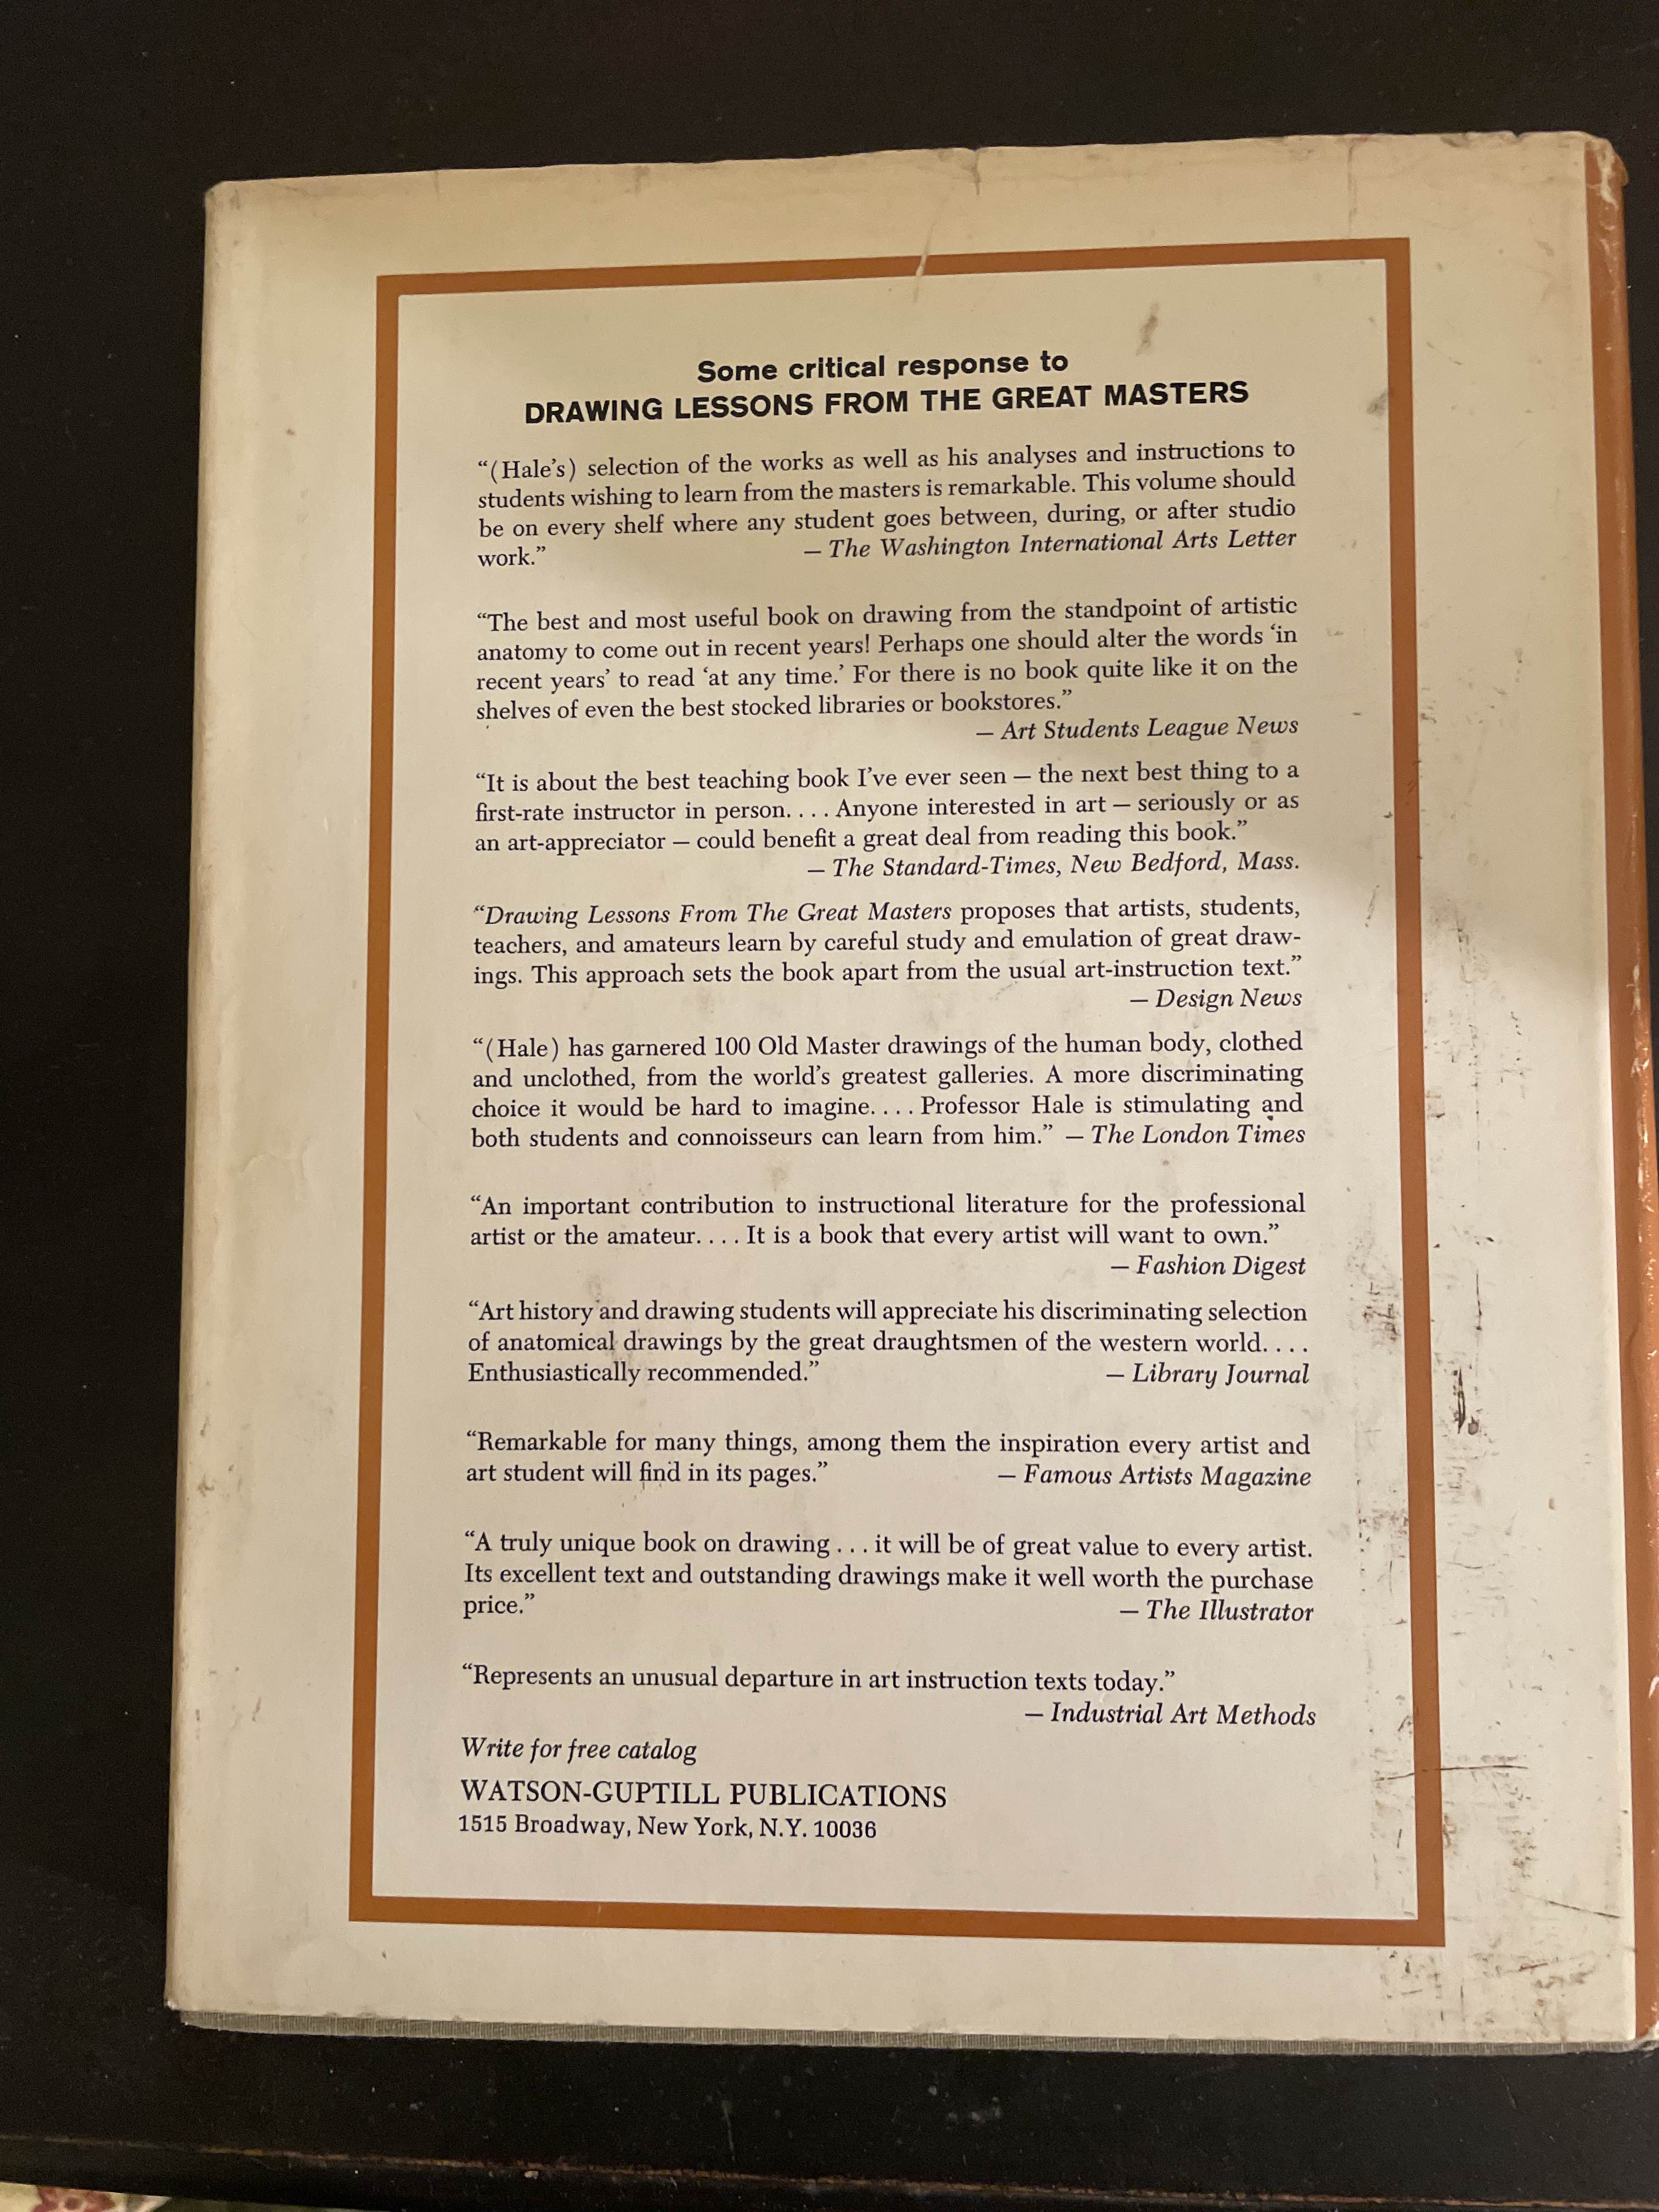 Some critical response to
DRAWING LESSONS FROM THE GREAT MASTERS
“(Hale’s) selection of the works as well as his analyses and instructions to
students wishing to learn from the masters is remarkable. This volume should
be on every shelf where any student goes between, during, or after studio
work.” — The Washington International Arts Letter
“The best and most useful book on drawing from the standpoint of artistic
anatomy to come out in recent years! Perhaps one should alter the words ‘in
recent years’ to read ‘at any time.’ For there is no book quite like it on the
shelves of even the best stocked libraries or bookstores.”
— Art Students League News
“It is about the best teaching book I’ve ever seen — the next best thing to a
first-rate instructor in person. . . . Anyone interested in art — seriously or as
an art-appreciator — could benefit a great deal from reading this book.”
— The Standard-Times, New Bedford, Mass.
“Drawing Lessons From The Great Masters proposes that artists, students,
teachers, and amateurs learn by careful study and emulation of great draw-
ings. This approach sets the book apart from the usual art-instruction text.”
— Design News
“(Hale) has garnered 100 Old Master drawings of the human body, clothed
and unclothed, from the world’s greatest galleries. A more discriminating
choice it would be hard to imagine. . . . Professor Hale is stimulating and
both students and connoisseurs can learn from him.” — The London Times
“An important contribution to instructional literature for the professional
artist or the amateur. . . . It is a book that every artist will want to own.”
— Fashion Digest
“Art history and drawing students will appreciate his discriminating selection
of anatomical drawings by the great draughtsmen of the western world. . . .
Enthusiastically recommended.” — Library Journal
“Remarkable for many things, among them the inspiration every artist and
art student will find in its pages.” — Famous Artists Magazine
“A truly unique book on drawing . . . it will be of great value to every artist.
Its excellent text and outstanding drawings make it well worth the purchase
price.” — The Illustrator
“Represents an unusual departure in art instruction texts today.”
— Industrial Art Methods
Write for free catalog
WATSON-GUPTILL PUBLICATIONS
1515 Broadway, New York, N.Y. 10036